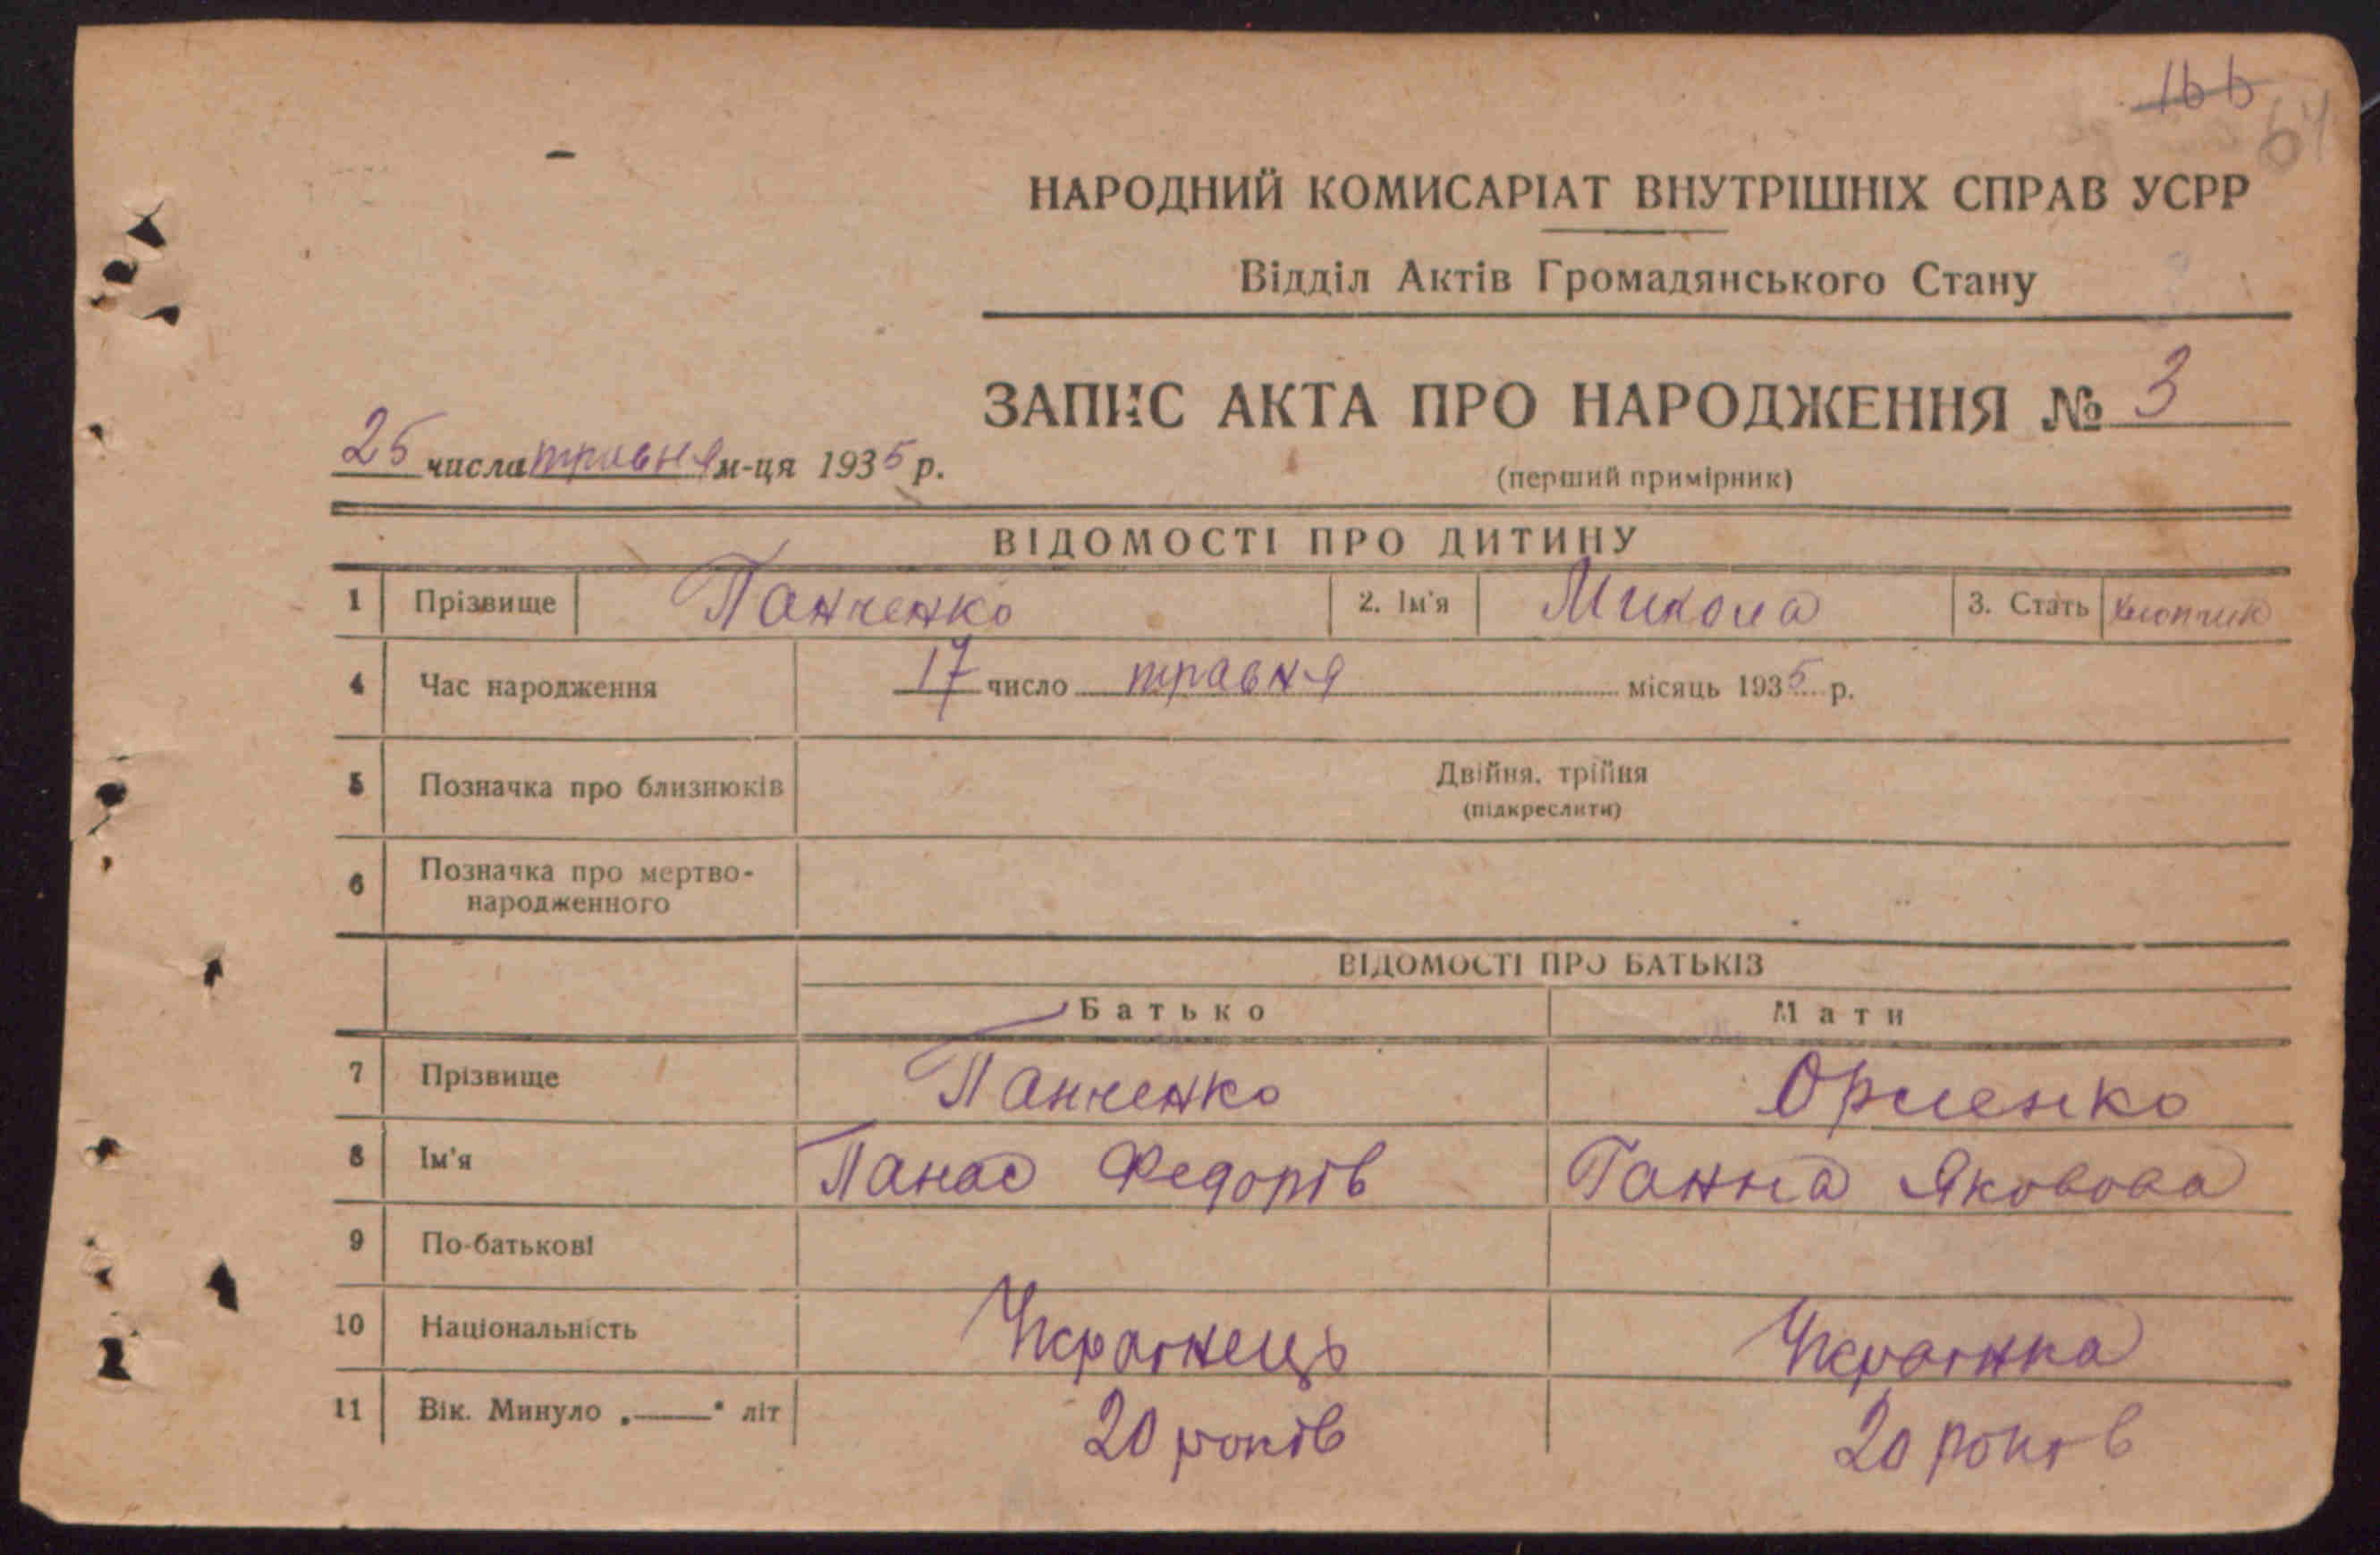 166
64
НАРОДНИЙ КОМИСАРІАТ ВНУТРІШНІХ СПРАВ УСРР
Відділ Актів Громадянського Стану
ЗАПИС АКТА ПРО НАРОДЖЕННЯ № 3
25 числа травня м-ця 1935 р.
(перший примірник)
ВІДОМОСТІ ПРО ДИТИНУ
1 Прізвище Панченко 2. Ім'я Микола 3. Стать хлопчик
4 Час народження 17 число травня місяць 1935 р.
5 Позначка про близнюків Двійня, трійня
(підкреслити)
6 Позначка про мертво-
народженного
ВІДОМОСТІ ПРО БАТЬКІВ
Батько Мати
7 Прізвище Панченко Орленко
8 Ім'я Панас Федорів Ганна Яковова
9 По-батькові
10 Національність Українець Українка
11 Вік. Минуло „——“ літ 20 років 20 років